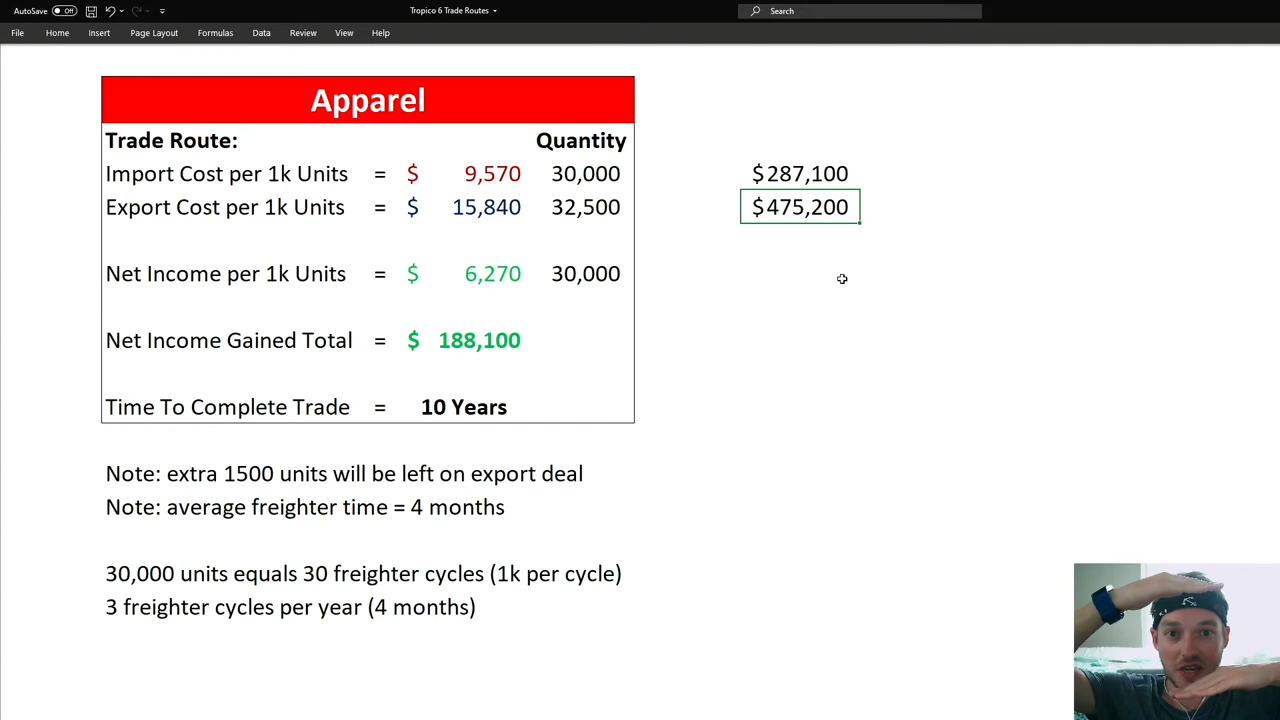 AutoSave Off
Tropico 6 Trade Routes
Search
File Home Insert Page Layout Formulas Data Review View Help
Apparel
Trade Route: Quantity
Import Cost per 1k Units = $ 9,570 30,000 $287,100
Export Cost per 1k Units = $ 15,840 32,500 $475,200
Net Income per 1k Units = $ 6,270 30,000
Net Income Gained Total = $ 188,100
Time To Complete Trade = 10 Years
Note: extra 1500 units will be left on export deal
Note: average freighter time = 4 months
30,000 units equals 30 freighter cycles (1k per cycle)
3 freighter cycles per year (4 months)